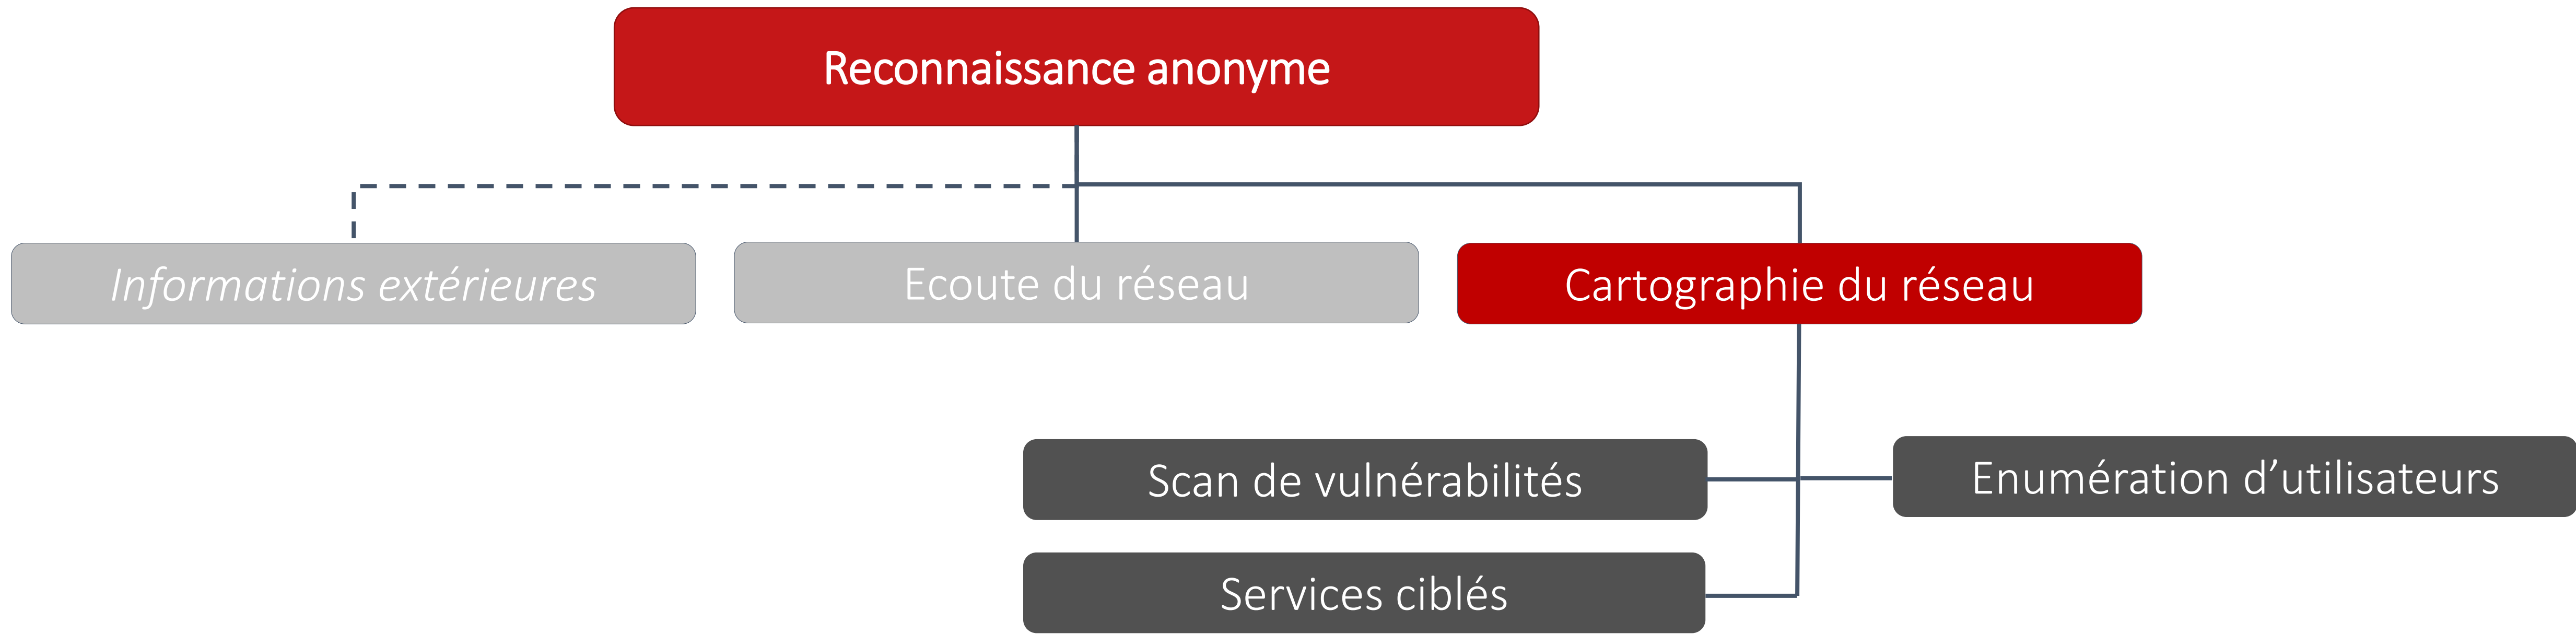 Reconnaissance anonyme
Informations extérieures
Ecoute du réseau
Cartographie du réseau
Scan de vulnérabilités
Enumération d’utilisateurs
Services ciblés